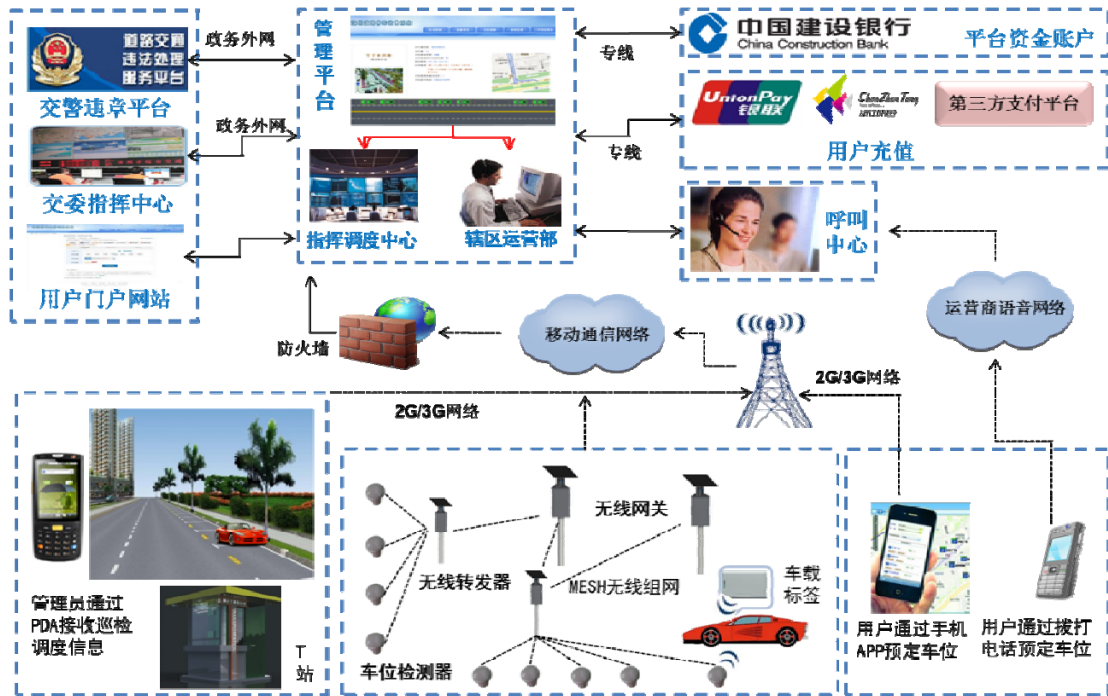 道路交通
违法处理
服务平台
交警违章平台
交委指挥中心
用户门户网站
政务外网
政务外网
管理平台
指挥调度中心
辖区运营部
专线
专线
中国建设银行
China Construction Bank
平台资金账户
UnionPay
银联
第三方支付平台
用户充值
呼叫
中心
运营商语音网络
防火墙
移动通信网络
2G/3G网络
2G/3G网络
管理员通过
PDA接收巡检
调度信息
T
站
无线网关
无线转发器
MESH无线组网
车载
标签
车位检测器
用户通过手机
APP预定车位
用户通过拔打
电话预定车位